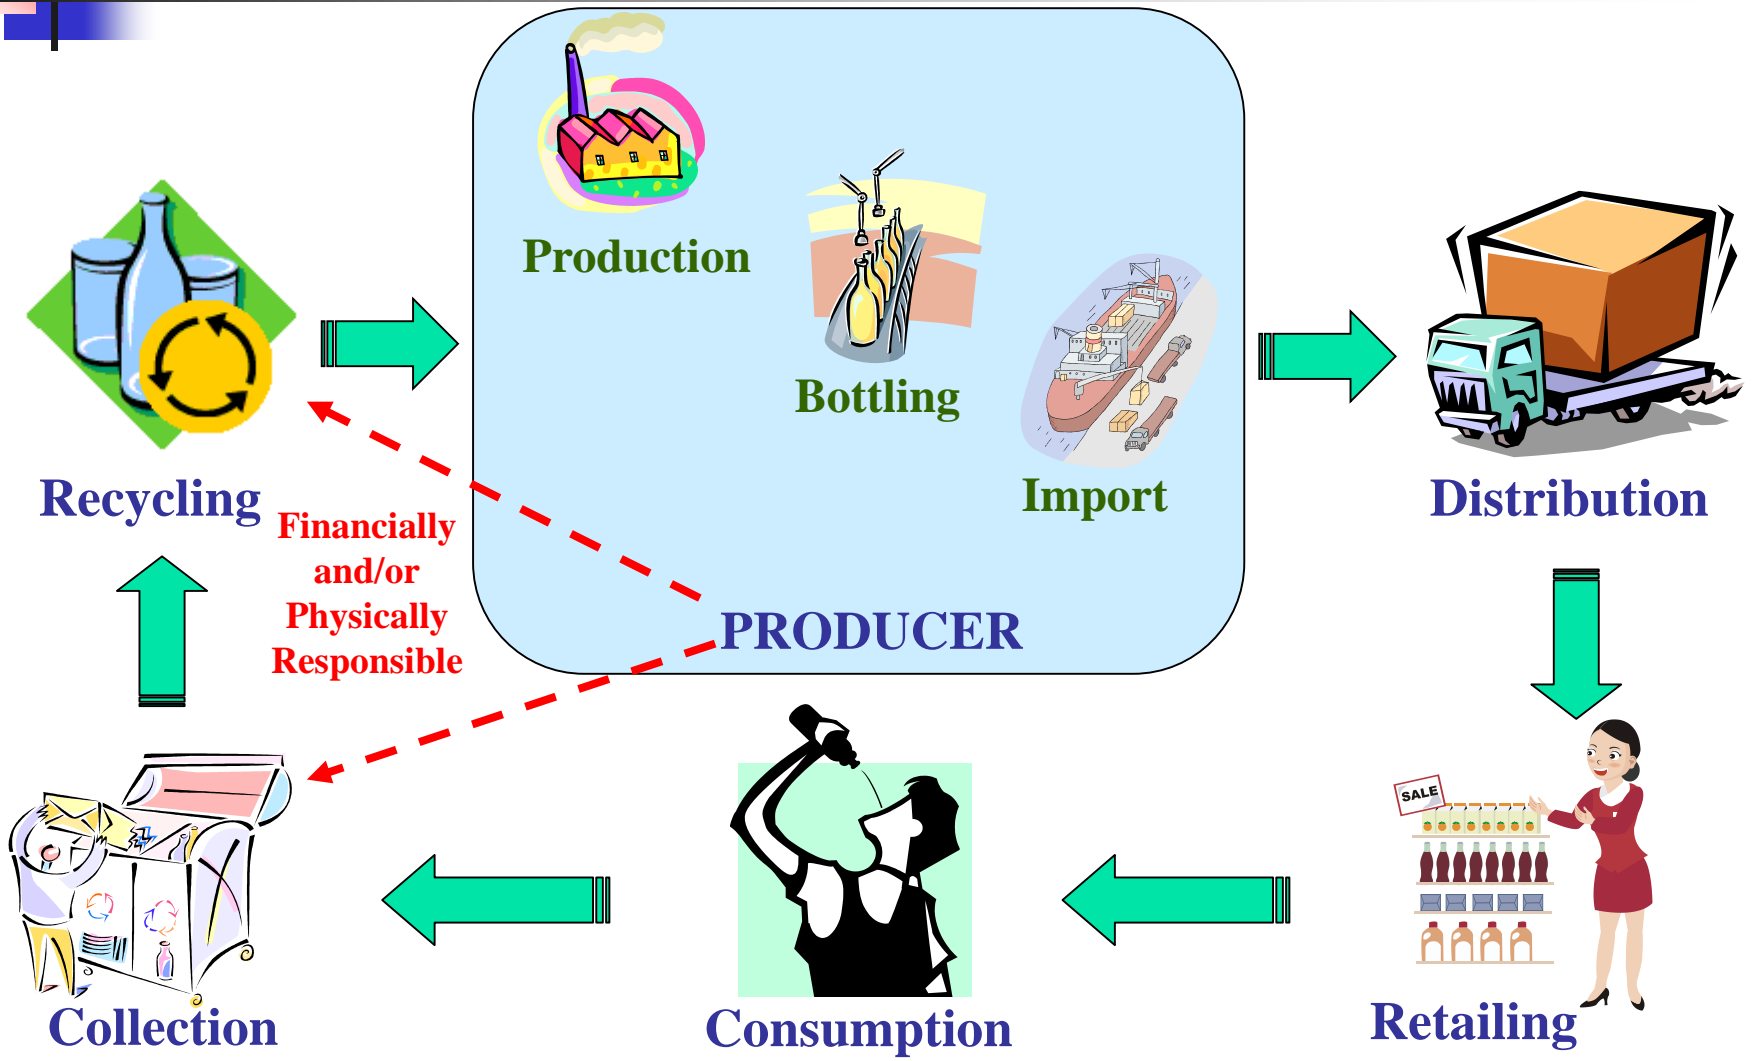 Production
Bottling
Import
PRODUCER
Recycling
Financially
and/or
Physically
Responsible
Distribution
SALE
Collection
Consumption
Retailing